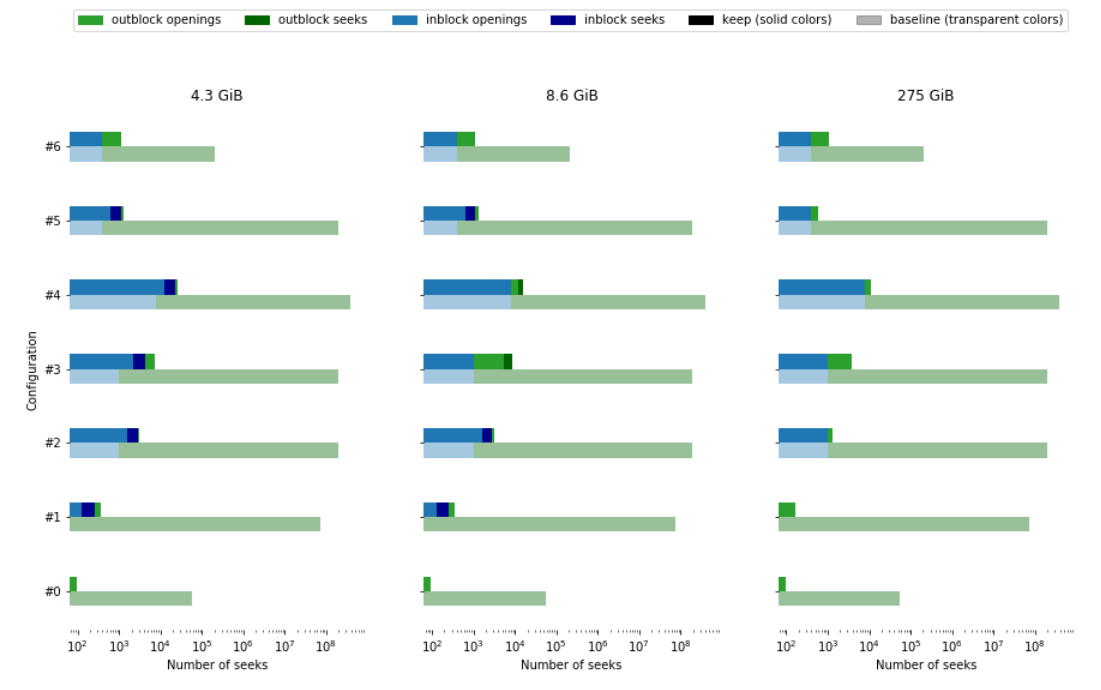 outblock openings outblock seeks inblock openings inblock seeks keep (solid colors) baseline (transparent colors)
4.3 GiB 8.6 GiB 275 GiB
#6
#5
#4
#3
#2
#1
#0
Configuration
10² 10³ 10⁴ 10⁵ 10⁶ 10⁷ 10⁸ 10² 10³ 10⁴ 10⁵ 10⁶ 10⁷ 10⁸ 10² 10³ 10⁴ 10⁵ 10⁶ 10⁷ 10⁸
Number of seeks Number of seeks Number of seeks